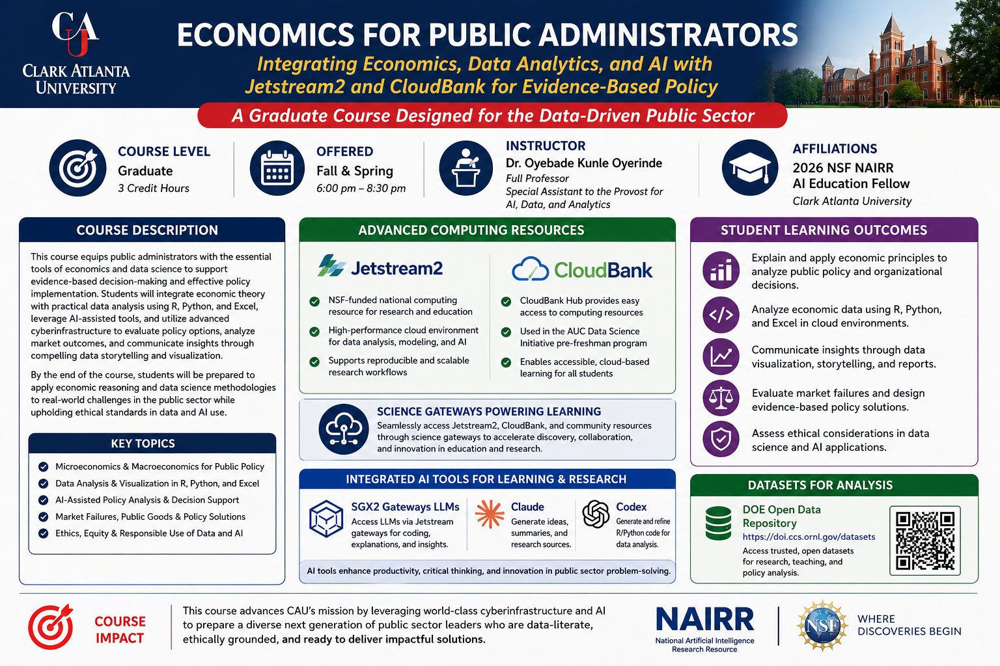 CAU
CLARK ATLANTA
UNIVERSITY
ECONOMICS FOR PUBLIC ADMINISTRATORS
Integrating Economics, Data Analytics, and AI with
Jetstream2 and CloudBank for Evidence-Based Policy
A Graduate Course Designed for the Data-Driven Public Sector
COURSE LEVEL
Graduate
3 Credit Hours
OFFERED
Fall & Spring
6:00 pm – 8:30 pm
INSTRUCTOR
Dr. Oyebade Kunle Oyerinde
Full Professor
Special Assistant to the Provost for
AI, Data, and Analytics
AFFILIATIONS
2026 NSF NAIRR
AI Education Fellow
Clark Atlanta University
COURSE DESCRIPTION
This course equips public administrators with the essential
tools of economics and data science to support
evidence-based decision-making and effective policy
implementation. Students will integrate economic theory
with practical data analysis using R, Python, and Excel,
leverage AI-assisted tools, and utilize advanced
cyberinfrastructure to evaluate policy options, analyze
market outcomes, and communicate insights through
compelling data storytelling and visualization.
By the end of the course, students will be prepared to
apply economic reasoning and data science methodologies
to real-world challenges in the public sector while
upholding ethical standards in data and AI use.
KEY TOPICS
Microeconomics & Macroeconomics for Public Policy
Data Analysis & Visualization in R, Python, and Excel
AI-Assisted Policy Analysis & Decision Support
Market Failures, Public Goods & Policy Solutions
Ethics, Equity & Responsible Use of Data and AI
ADVANCED COMPUTING RESOURCES
Jetstream2
NSF-funded national computing
resource for research and education
High-performance cloud environment
for data analysis, modeling, and AI
Supports reproducible and scalable
research workflows
CloudBank
CloudBank Hub provides easy
access to computing resources
Used in the AUC Data Science
Initiative pre-freshman program
Enables accessible, cloud-based
learning for all students
SCIENCE GATEWAYS POWERING LEARNING
Seamlessly access Jetstream2, CloudBank, and community resources
through science gateways to accelerate discovery, collaboration,
and innovation in education and research.
INTEGRATED AI TOOLS FOR LEARNING & RESEARCH
SGX2 Gateways LLMs
Access LLMs via Jetstream
gateways for coding,
explanations, and insights.
Claude
Generate ideas,
summaries, and
research sources.
Codex
Generate and refine
R/Python code for
data analysis.
AI tools enhance productivity, critical thinking, and innovation in public sector problem-solving.
STUDENT LEARNING OUTCOMES
Explain and apply economic principles to
analyze public policy and organizational
decisions.
</>
Analyze economic data using R, Python,
and Excel in cloud environments.
Communicate insights through data
visualization, storytelling, and reports.
Evaluate market failures and design
evidence-based policy solutions.
Assess ethical considerations in data
science and AI applications.
DATASETS FOR ANALYSIS
DOE Open Data
Repository
https://doi.ccs.ornl.gov/datasets
Access trusted, open datasets
for research, teaching, and
policy analysis.
COURSE
IMPACT
This course advances CAU's mission by leveraging world-class cyberinfrastructure and AI
to prepare a diverse next generation of public sector leaders who are data-literate,
ethically grounded, and ready to deliver impactful solutions.
NAIRR
National Artificial Intelligence
Research Resource
NSF
WHERE
DISCOVERIES BEGIN